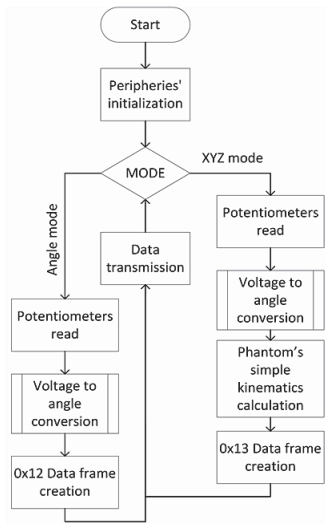 Start
Peripheries'
initialization
MODE
XYZ mode
Angle mode
Data
transmission
Potentiometers
read
Voltage to
angle
conversion
0x12 Data frame
creation
Potentiometers
read
Voltage to
angle
conversion
Phantom's
simple
kinematics
calculation
0x13 Data frame
creation